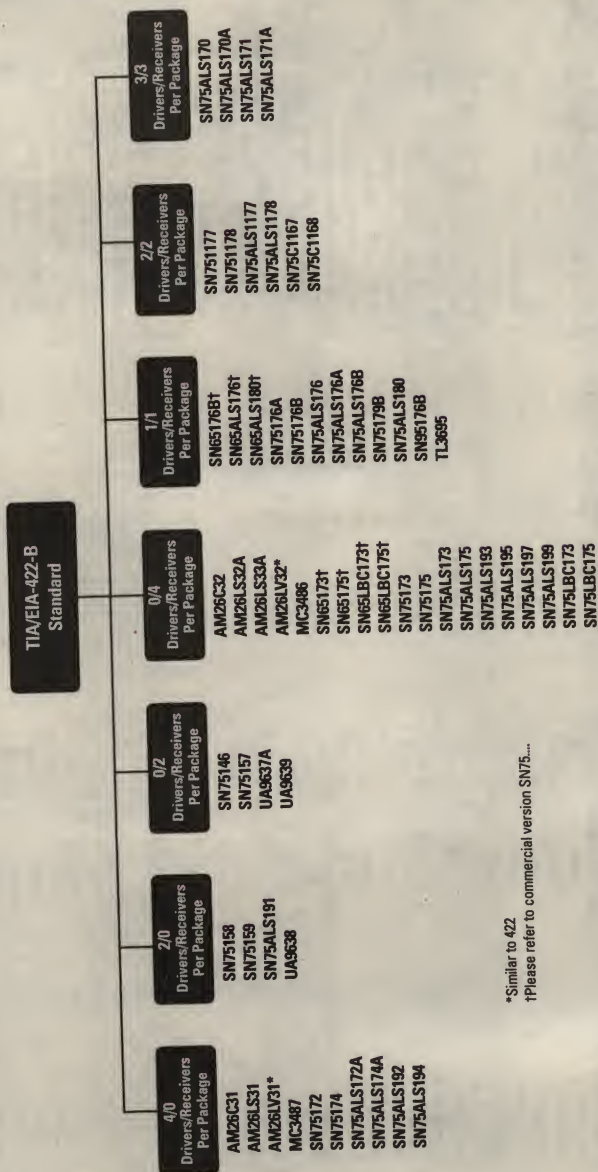 TIA/EIA-422-B
Standard
4/0
Drivers/Receivers
Per Package
AM26C31
AM26LS31
AM26LV31*
MC3487
SN75172
SN75174
SN75ALS172A
SN75ALS174A
SN75ALS192
SN75ALS194
2/0
Drivers/Receivers
Per Package
SN75158
SN75159
SN75ALS191
UA9638
0/2
Drivers/Receivers
Per Package
SN75146
SN75157
UA9637A
UA9639
0/4
Drivers/Receivers
Per Package
AM26C32
AM26LS32A
AM26LS33A
AM26LV32*
MC3486
SN65173†
SN65175†
SN65LBC173†
SN65LBC175†
SN75173
SN75175
SN75ALS173
SN75ALS175
SN75ALS193
SN75ALS195
SN75ALS197
SN75ALS199
SN75LBC173
SN75LBC175
1/1
Drivers/Receivers
Per Package
SN65176B†
SN65ALS176†
SN65ALS180†
SN75176A
SN75176B
SN75ALS176
SN75ALS176A
SN75ALS176B
SN75179B
SN75ALS180
SN95176B
TL3695
2/2
Drivers/Receivers
Per Package
SN751177
SN751178
SN75ALS1177
SN75ALS1178
SN75C1167
SN75C1168
3/3
Drivers/Receivers
Per Package
SN75ALS170
SN75ALS170A
SN75ALS171
SN75ALS171A
*Similar to 422
†Please refer to commercial version SN75....